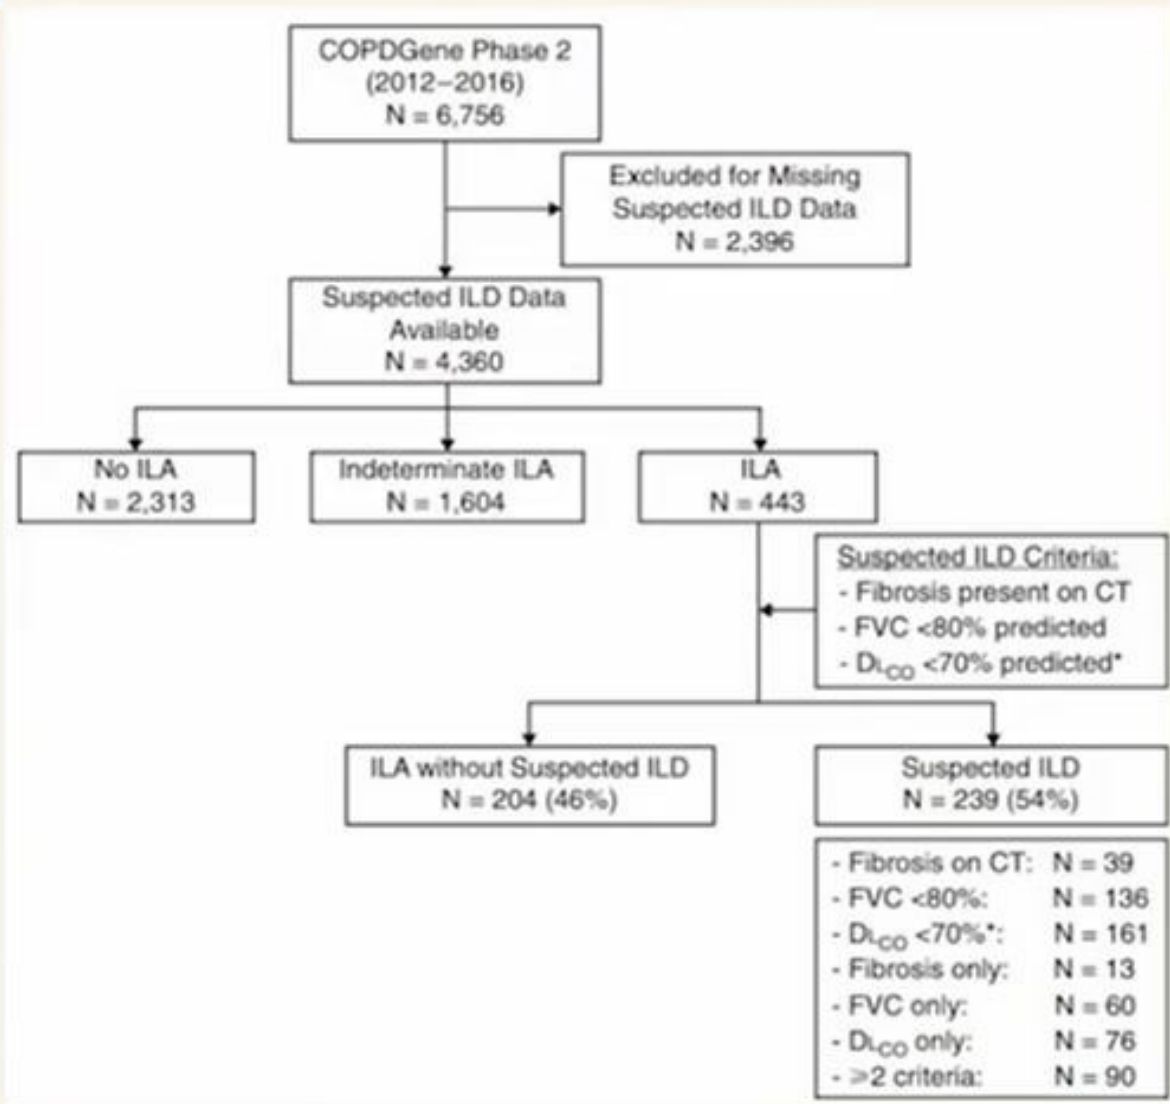 COPDGene Phase 2
(2012–2016)
N = 6,756
Excluded for Missing
Suspected ILD Data
N = 2,396
Suspected ILD Data
Available
N = 4,360
No ILA
N = 2,313
Indeterminate ILA
N = 1,604
ILA
N = 443
Suspected ILD Criteria:
- Fibrosis present on CT
- FVC <80% predicted
- DLCO <70% predicted*
ILA without Suspected ILD
N = 204 (46%)
Suspected ILD
N = 239 (54%)
- Fibrosis on CT: N = 39
- FVC <80%: N = 136
- DLCO <70%*: N = 161
- Fibrosis only: N = 13
- FVC only: N = 60
- DLCO only: N = 76
- ⩾2 criteria: N = 90